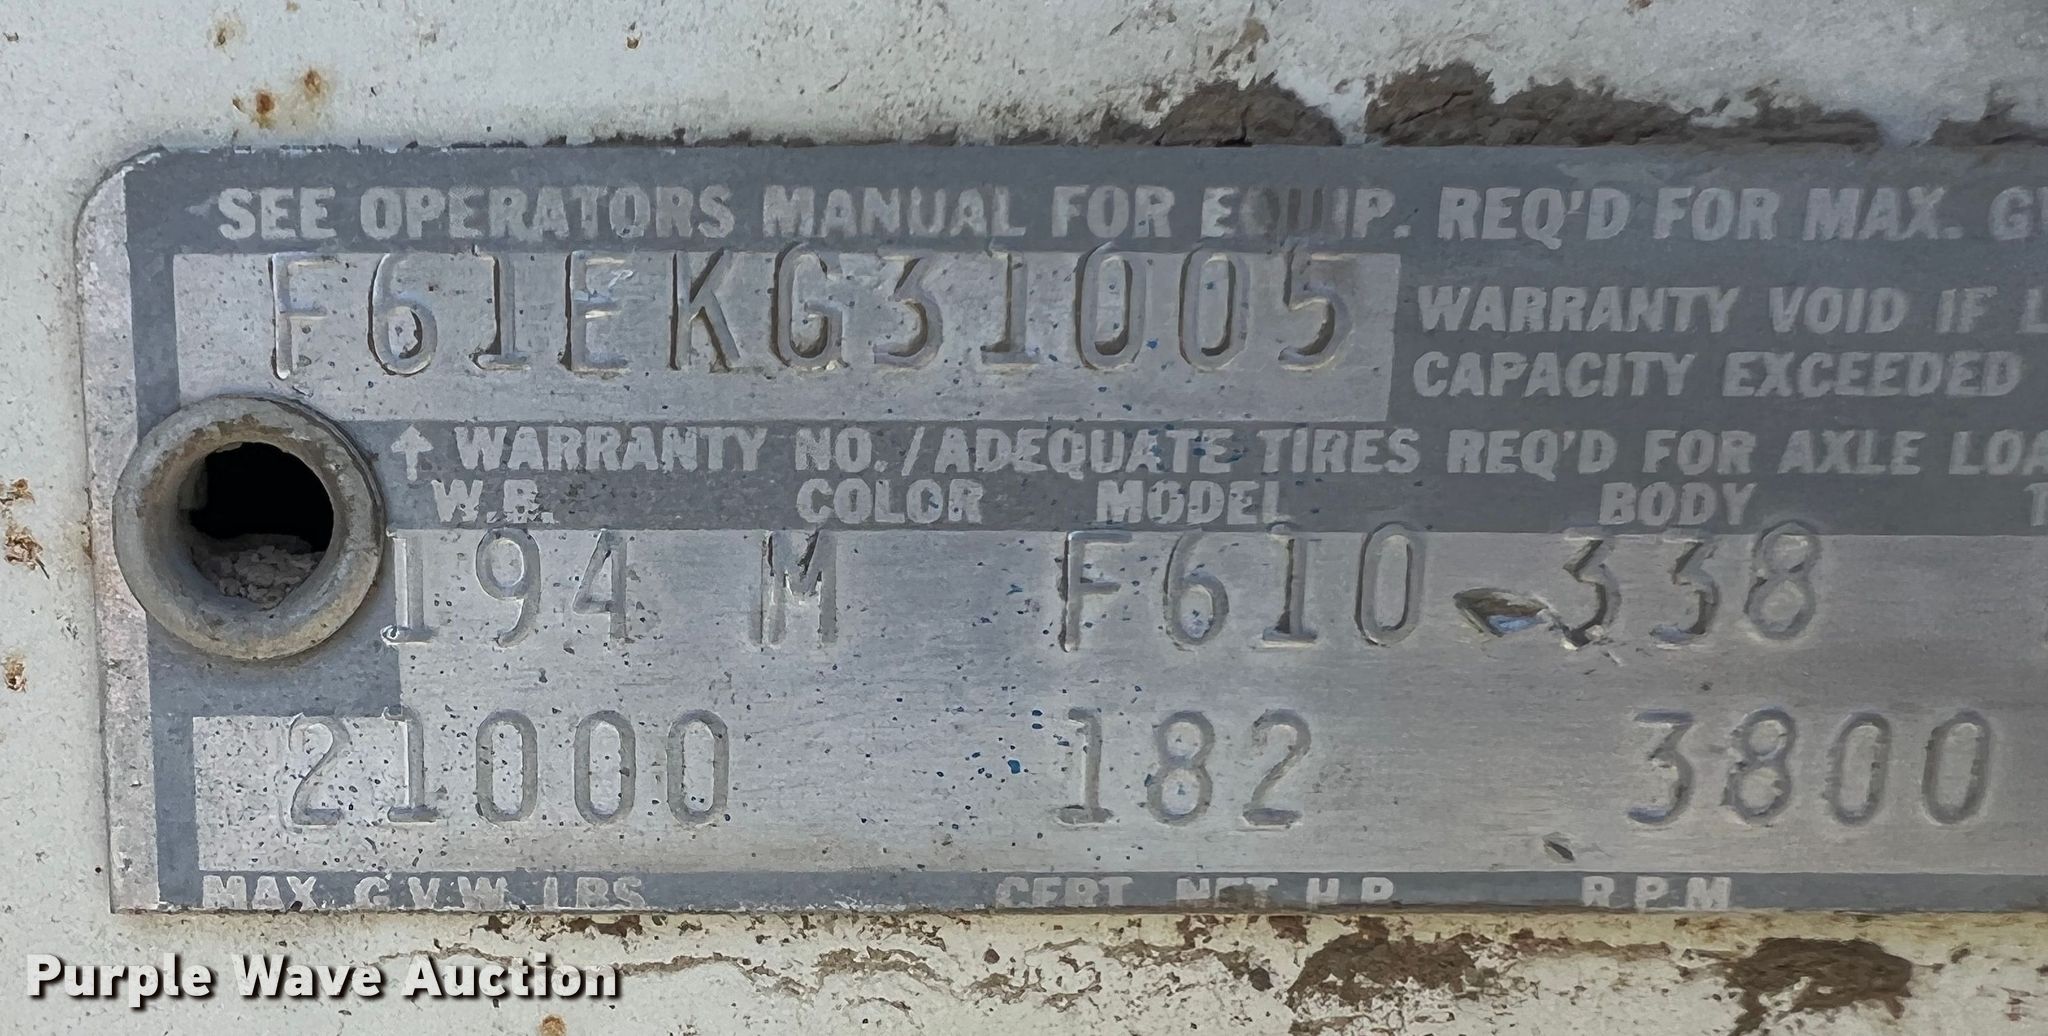 SEE OPERATORS MANUAL FOR EQUIP. REQ'D FOR MAX.
F61EKG31005
WARRANTY VOID IF
CAPACITY EXCEEDED
↑ WARRANTY NO./ADEQUATE TIRES REQ'D FOR AXLE
W.B. COLOR MODEL BODY
194 M F610 338
21000 182 3800
MAX. G.V.W. LBS. CERT. NET H.P. R.P.M.
Purple Wave Auction